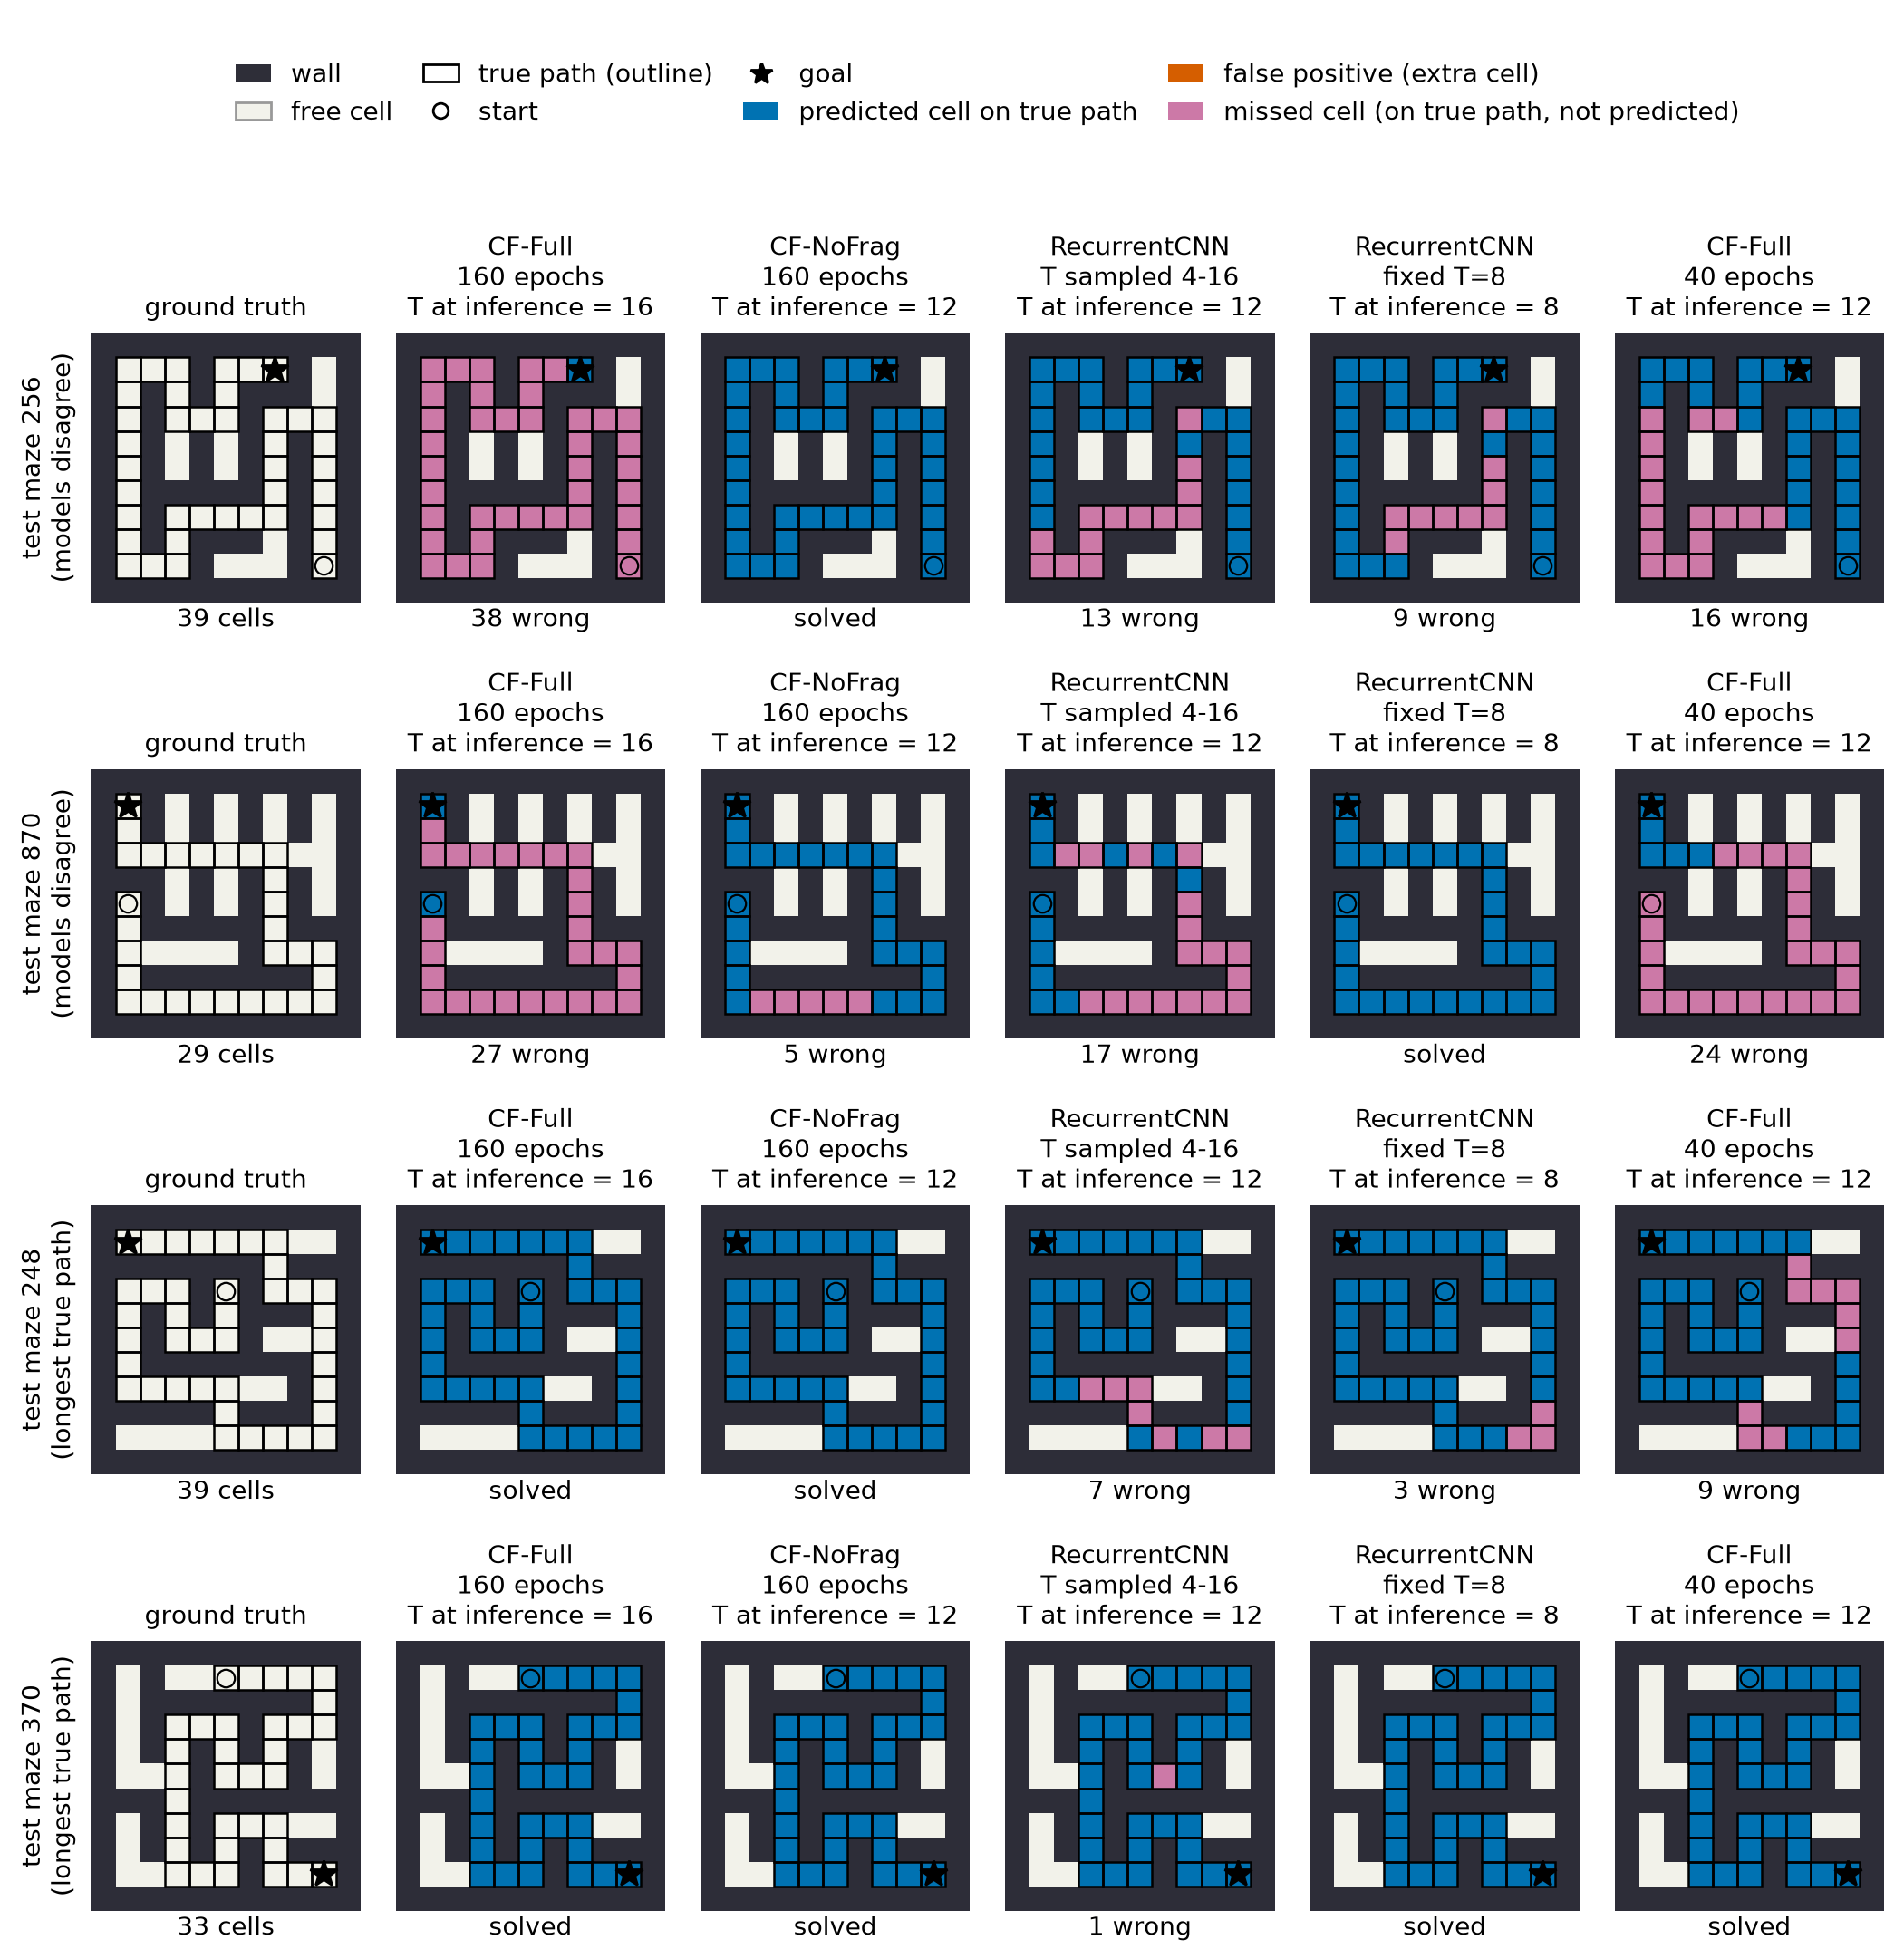 wall
true path (outline)
goal
false positive (extra cell)
free cell
start
predicted cell on true path
missed cell (on true path, not predicted)
test maze 256
(models disagree)
ground truth
39 cells
CF-Full
160 epochs
T at inference = 16
38 wrong
CF-NoFrag
160 epochs
T at inference = 12
solved
RecurrentCNN
T sampled 4-16
T at inference = 12
13 wrong
RecurrentCNN
fixed T=8
T at inference = 8
9 wrong
CF-Full
40 epochs
T at inference = 12
16 wrong
test maze 870
(models disagree)
ground truth
29 cells
CF-Full
160 epochs
T at inference = 16
27 wrong
CF-NoFrag
160 epochs
T at inference = 12
5 wrong
RecurrentCNN
T sampled 4-16
T at inference = 12
17 wrong
RecurrentCNN
fixed T=8
T at inference = 8
solved
CF-Full
40 epochs
T at inference = 12
24 wrong
test maze 248
(longest true path)
ground truth
39 cells
CF-Full
160 epochs
T at inference = 16
solved
CF-NoFrag
160 epochs
T at inference = 12
solved
RecurrentCNN
T sampled 4-16
T at inference = 12
7 wrong
RecurrentCNN
fixed T=8
T at inference = 8
3 wrong
CF-Full
40 epochs
T at inference = 12
9 wrong
test maze 370
(longest true path)
ground truth
33 cells
CF-Full
160 epochs
T at inference = 16
solved
CF-NoFrag
160 epochs
T at inference = 12
solved
RecurrentCNN
T sampled 4-16
T at inference = 12
1 wrong
RecurrentCNN
fixed T=8
T at inference = 8
solved
CF-Full
40 epochs
T at inference = 12
solved